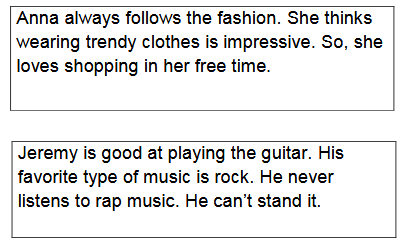 Anna always follows the fashion. She thinks
wearing trendy clothes is impressive. So, she
loves shopping in her free time.
Jeremy is good at playing the guitar. His
favorite type of music is rock. He never
listens to rap music. He can’t stand it.